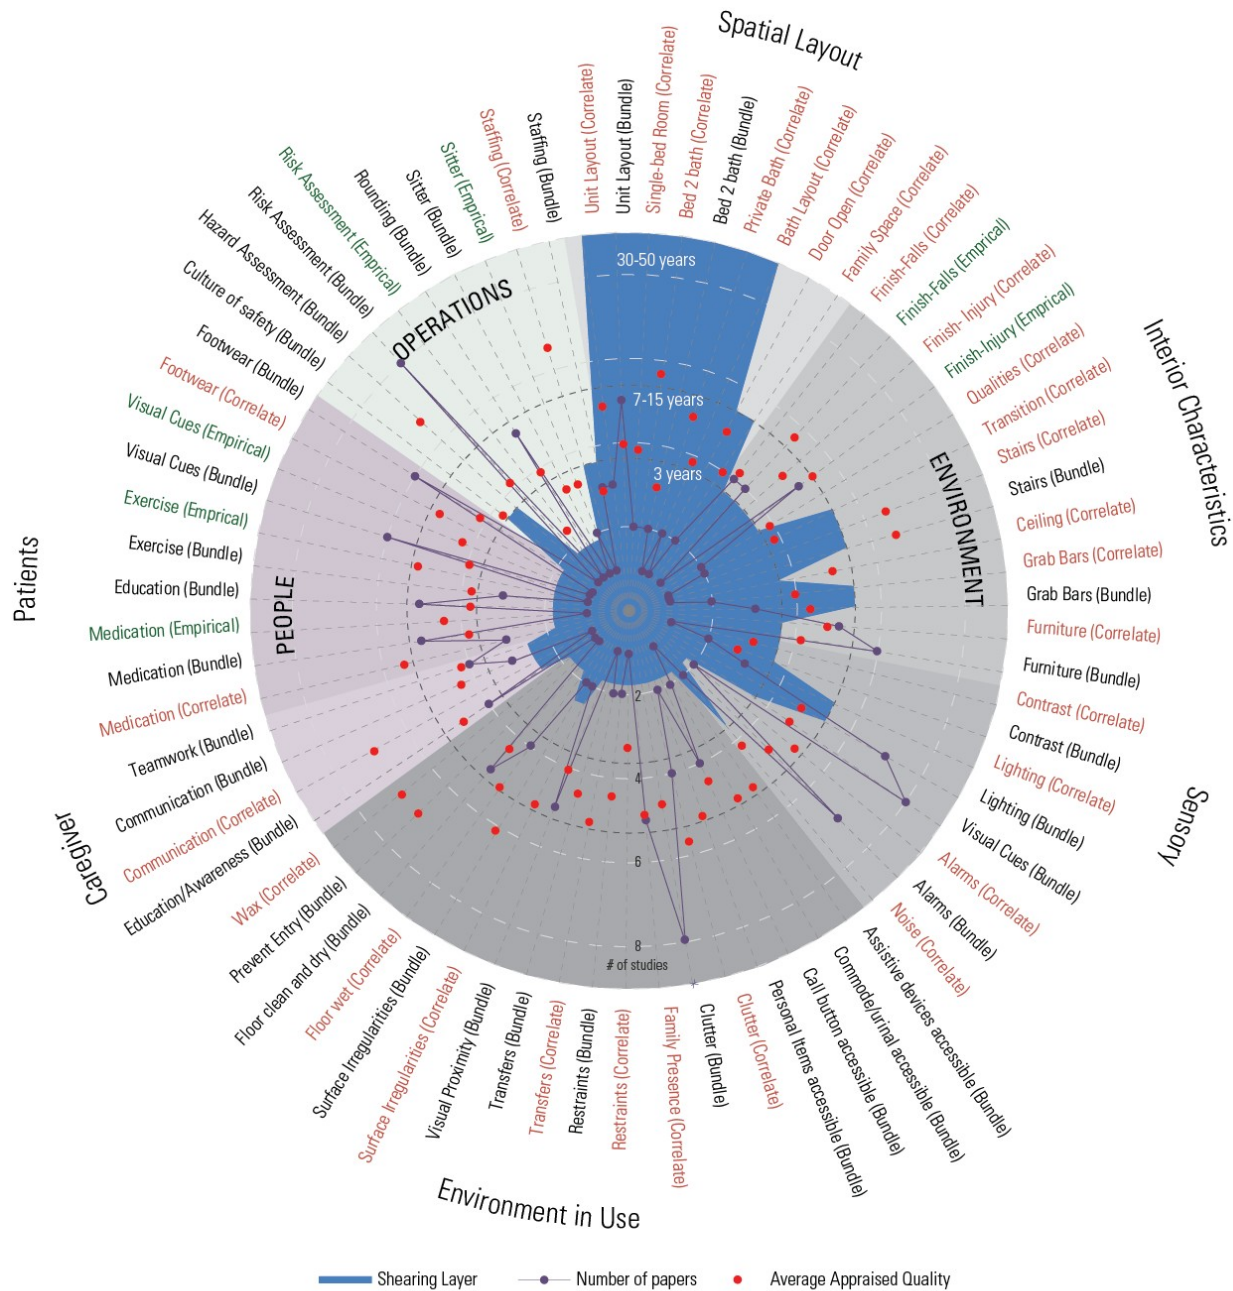 Spatial Layout
Unit Layout (Correlate)
Unit Layout (Bundle)
Single-bed Room (Correlate)
Bed 2 bath (Correlate)
Bed 2 bath (Bundle)
Private Bath (Correlate)
Bath Layout (Correlate)
Door Open (Correlate)
Family Space (Correlate)
Finish-Falls (Correlate)
Finish-Falls (Emprical)
Finish- Injury (Correlate)
Finish-Injury (Emprical)
Qualities (Correlate)
Transition (Correlate)
Stairs (Correlate)
Stairs (Bundle)
Ceiling (Correlate)
Grab Bars (Correlate)
Grab Bars (Bundle)
Furniture (Correlate)
Furniture (Bundle)
Contrast (Correlate)
Contrast (Bundle)
Lighting (Correlate)
Lighting (Bundle)
Visual Cues (Bundle)
Alarms (Correlate)
Alarms (Bundle)
Noise (Correlate)
Assistive devices accessible (Bundle)
Commode/urinal accessible (Bundle)
Call button accessible (Bundle)
Personal Items accessible (Bundle)
Clutter (Correlate)
Clutter (Bundle)
Family Presence (Correlate)
Restraints (Correlate)
Restraints (Bundle)
Transfers (Correlate)
Transfers (Bundle)
Visual Proximity (Bundle)
Surface Irregularities (Correlate)
Surface Irregularities (Bundle)
Floor wet (Correlate)
Floor clean and dry (Bundle)
Prevent Entry (Bundle)
Wax (Correlate)
Education/Awareness (Bundle)
Communication (Correlate)
Communication (Bundle)
Teamwork (Bundle)
Medication (Correlate)
Medication (Bundle)
Medication (Empirical)
Education (Bundle)
Exercise (Bundle)
Exercise (Emprical)
Visual Cues (Bundle)
Visual Cues (Empirical)
Footwear (Correlate)
Footwear (Bundle)
Culture of safety (Bundle)
Hazard Assessment (Bundle)
Risk Assessment (Bundle)
Risk Assessment (Emprical)
Rounding (Bundle)
Sitter (Bundle)
Sitter (Emprical)
Staffing (Correlate)
Staffing (Bundle)
Interior Characteristics
Sensory
Environment in Use
Caregiver
Patients
OPERATIONS
ENVIRONMENT
PEOPLE
30-50 years
7-15 years
3 years
2
4
6
8
# of studies
Shearing Layer
Number of papers
Average Appraised Quality